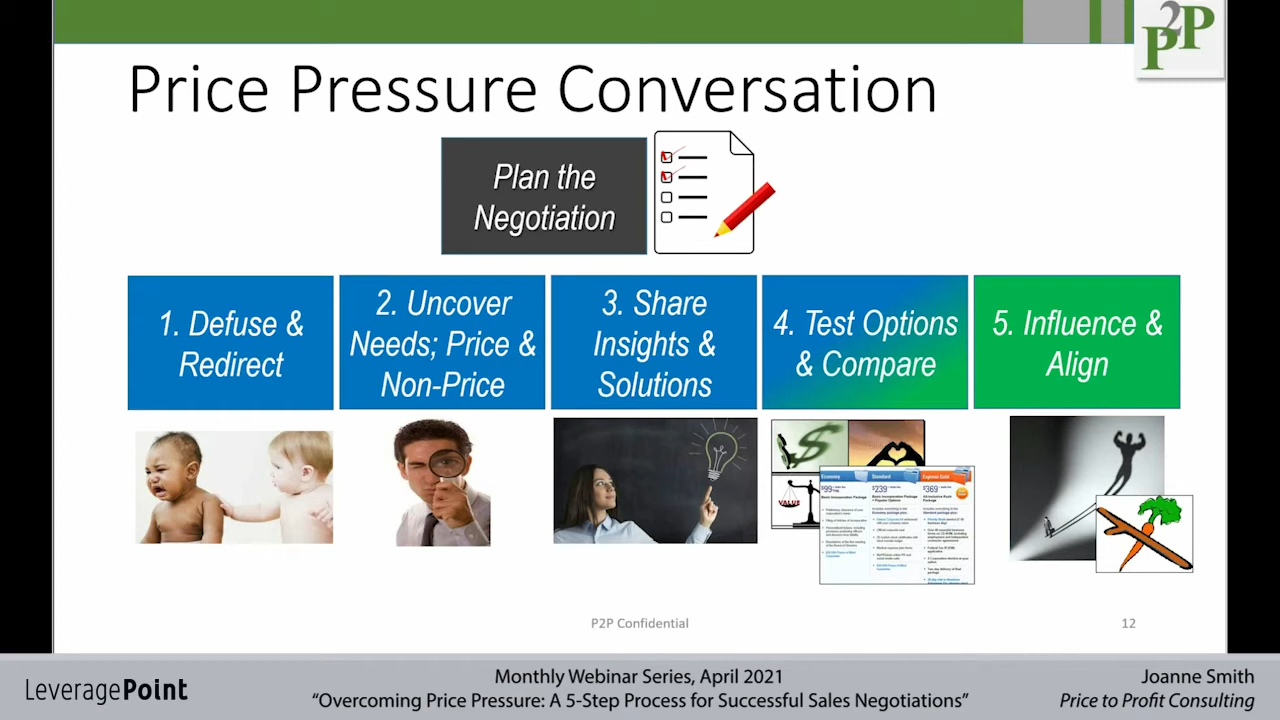 P2P
Price Pressure Conversation
Plan the
Negotiation
1. Defuse &
Redirect
2. Uncover
Needs; Price &
Non-Price
3. Share
Insights &
Solutions
4. Test Options
& Compare
5. Influence &
Align
VALUE
Economy
Standard
Express Gold
$99
$239
$369
P2P Confidential
12
LeveragePoint
Monthly Webinar Series, April 2021
“Overcoming Price Pressure: A 5-Step Process for Successful Sales Negotiations”
Joanne Smith
Price to Profit Consulting